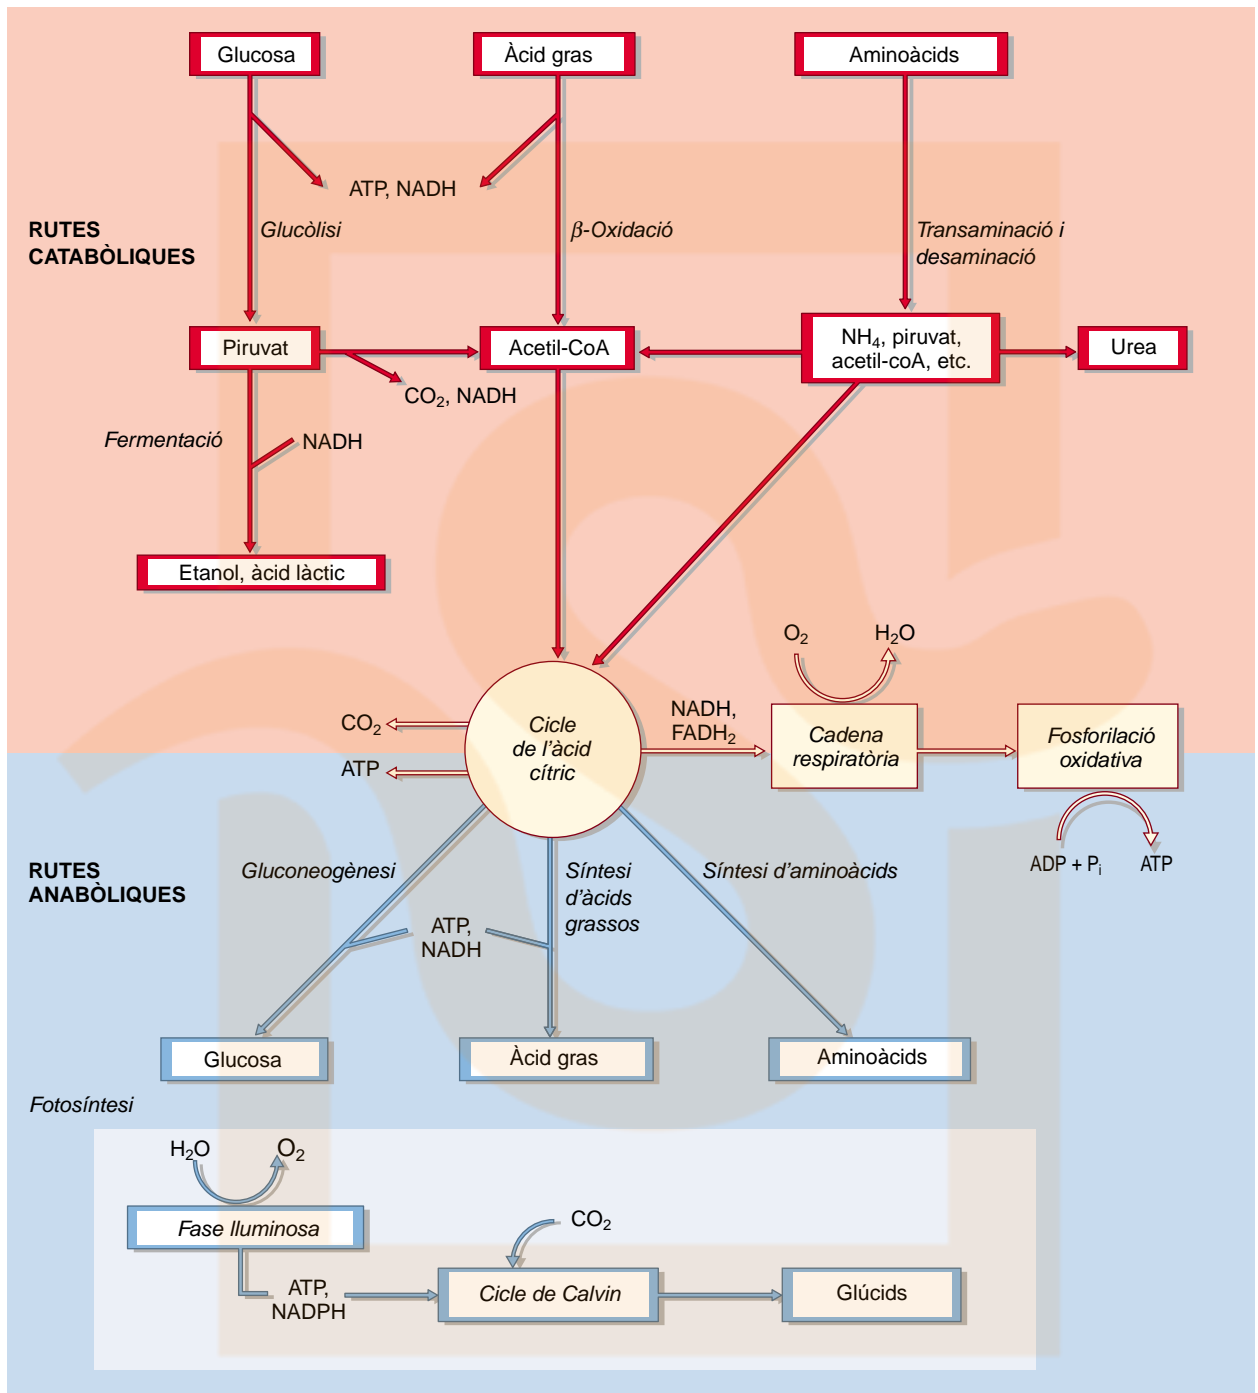 Glucosa
Àcid gras
Aminoàcids
ATP, NADH
RUTES
CATABÒLIQUES
Glucòlisi
β-Oxidació
Transaminació i
desaminació
Piruvat
Acetil-CoA
NH₄, piruvat,
acetil-coA, etc.
Urea
CO₂, NADH
Fermentació
NADH
Etanol, àcid làctic
O₂
H₂O
CO₂
ATP
Cicle
de l'àcid
cítric
NADH,
FADH₂
Cadena
respiratòria
Fosforilació
oxidativa
ADP + Pᵢ
ATP
RUTES
ANABÒLIQUES
Gluconeogènesi
Síntesi
d'àcids
grassos
Síntesi d'aminoàcids
ATP,
NADH
Glucosa
Àcid gras
Aminoàcids
Fotosíntesi
H₂O
O₂
Fase lluminosa
CO₂
ATP,
NADPH
Cicle de Calvin
Glúcids